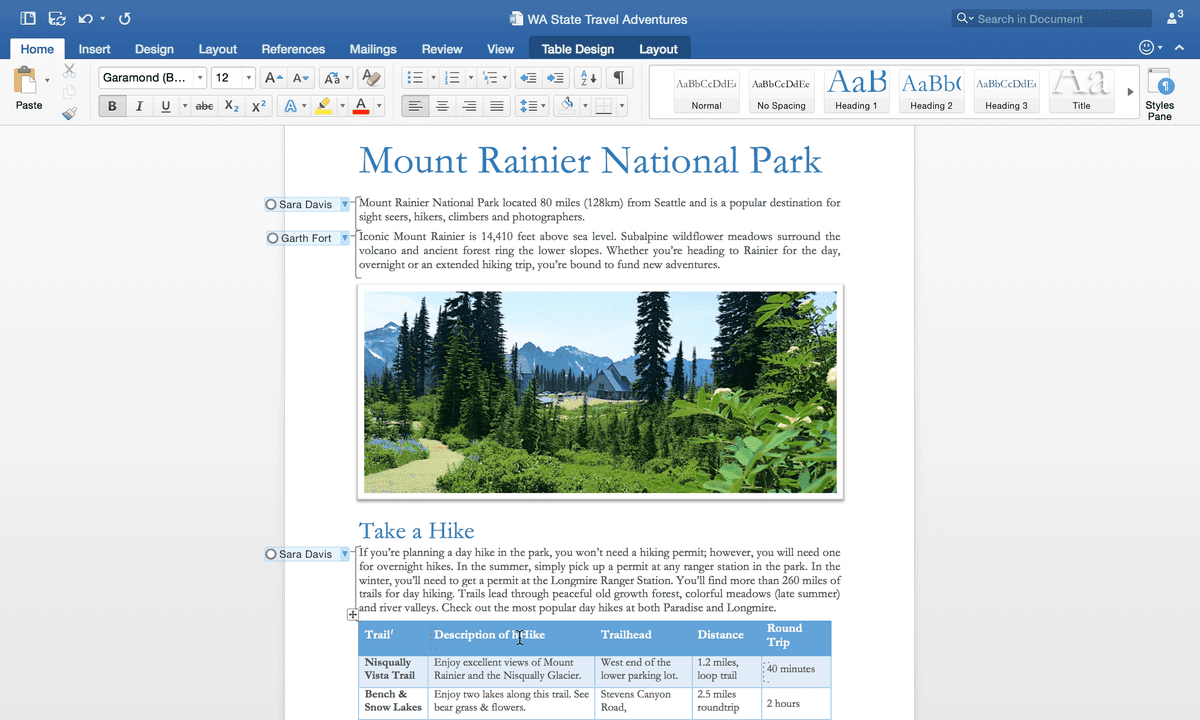 WA State Travel Adventures
Search in Document
3
Home Insert Design Layout References Mailings Review View Table Design Layout
Paste
Garamond (B... 12 A A Aa A
B I U abc X2 X2 A A
A Z ¶
AaBbCcDdEe AaBbCcDdEe AaB AaBb( AaBbCcDdEe Aa
Normal No Spacing Heading 1 Heading 2 Heading 3 Title
Styles
Pane
Mount Rainier National Park
Sara Davis
Mount Rainier National Park located 80 miles (128km) from Seattle and is a popular destination for
sight seers, hikers, climbers and photographers.
Garth Fort
Iconic Mount Rainier is 14,410 feet above sea level. Subalpine wildflower meadows surround the
volcano and ancient forest ring the lower slopes. Whether you’re heading to Rainier for the day,
overnight or an extended hiking trip, you’re bound to fund new adventures.
Take a Hike
Sara Davis
If you’re planning a day hike in the park, you won’t need a hiking permit; however, you will need one
for overnight hikes. In the summer, simply pick up a permit at any ranger station in the park. In the
winter, you’ll need to get a permit at the Longmire Ranger Station. You’ll find more than 260 miles of
trails for day hiking. Trails lead through peaceful old growth forest, colorful meadows (late summer)
and river valleys. Check out the most popular day hikes at both Paradise and Longmire.
Trail¹ Description of hHike Trailhead Distance Round
Trip
Nisqually Enjoy excellent views of Mount West end of the 1.2 miles, 40 minutes
Vista Trail Rainier and the Nisqually Glacier. lower parking lot. loop trail
Bench & Enjoy two lakes along this trail. See Stevens Canyon 2.5 miles 2 hours
Snow Lakes bear grass & flowers. Road, roundtrip